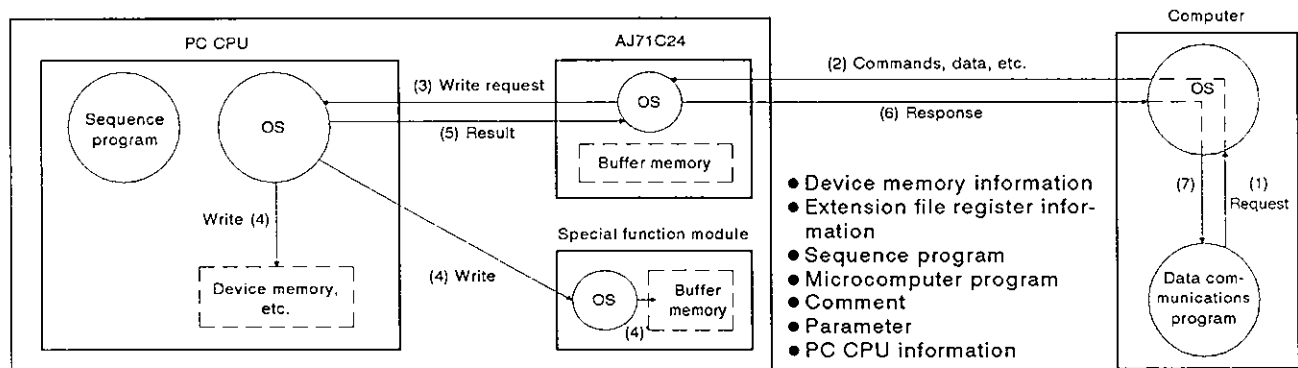 Computer
PC CPU
AJ71C24
Sequence
program
OS
(3) Write request
(5) Result
OS
Buffer memory
(2) Commands, data, etc.
(6) Response
OS
Write (4)
Device memory,
etc.
(4) Write
Special function module
OS
(4)'
Buffer
memory
● Device memory information
● Extension file register infor-
mation
● Sequence program
● Microcomputer program
● Comment
● Parameter
● PC CPU information
(7)
(1)
Request
Data com-
munications
program